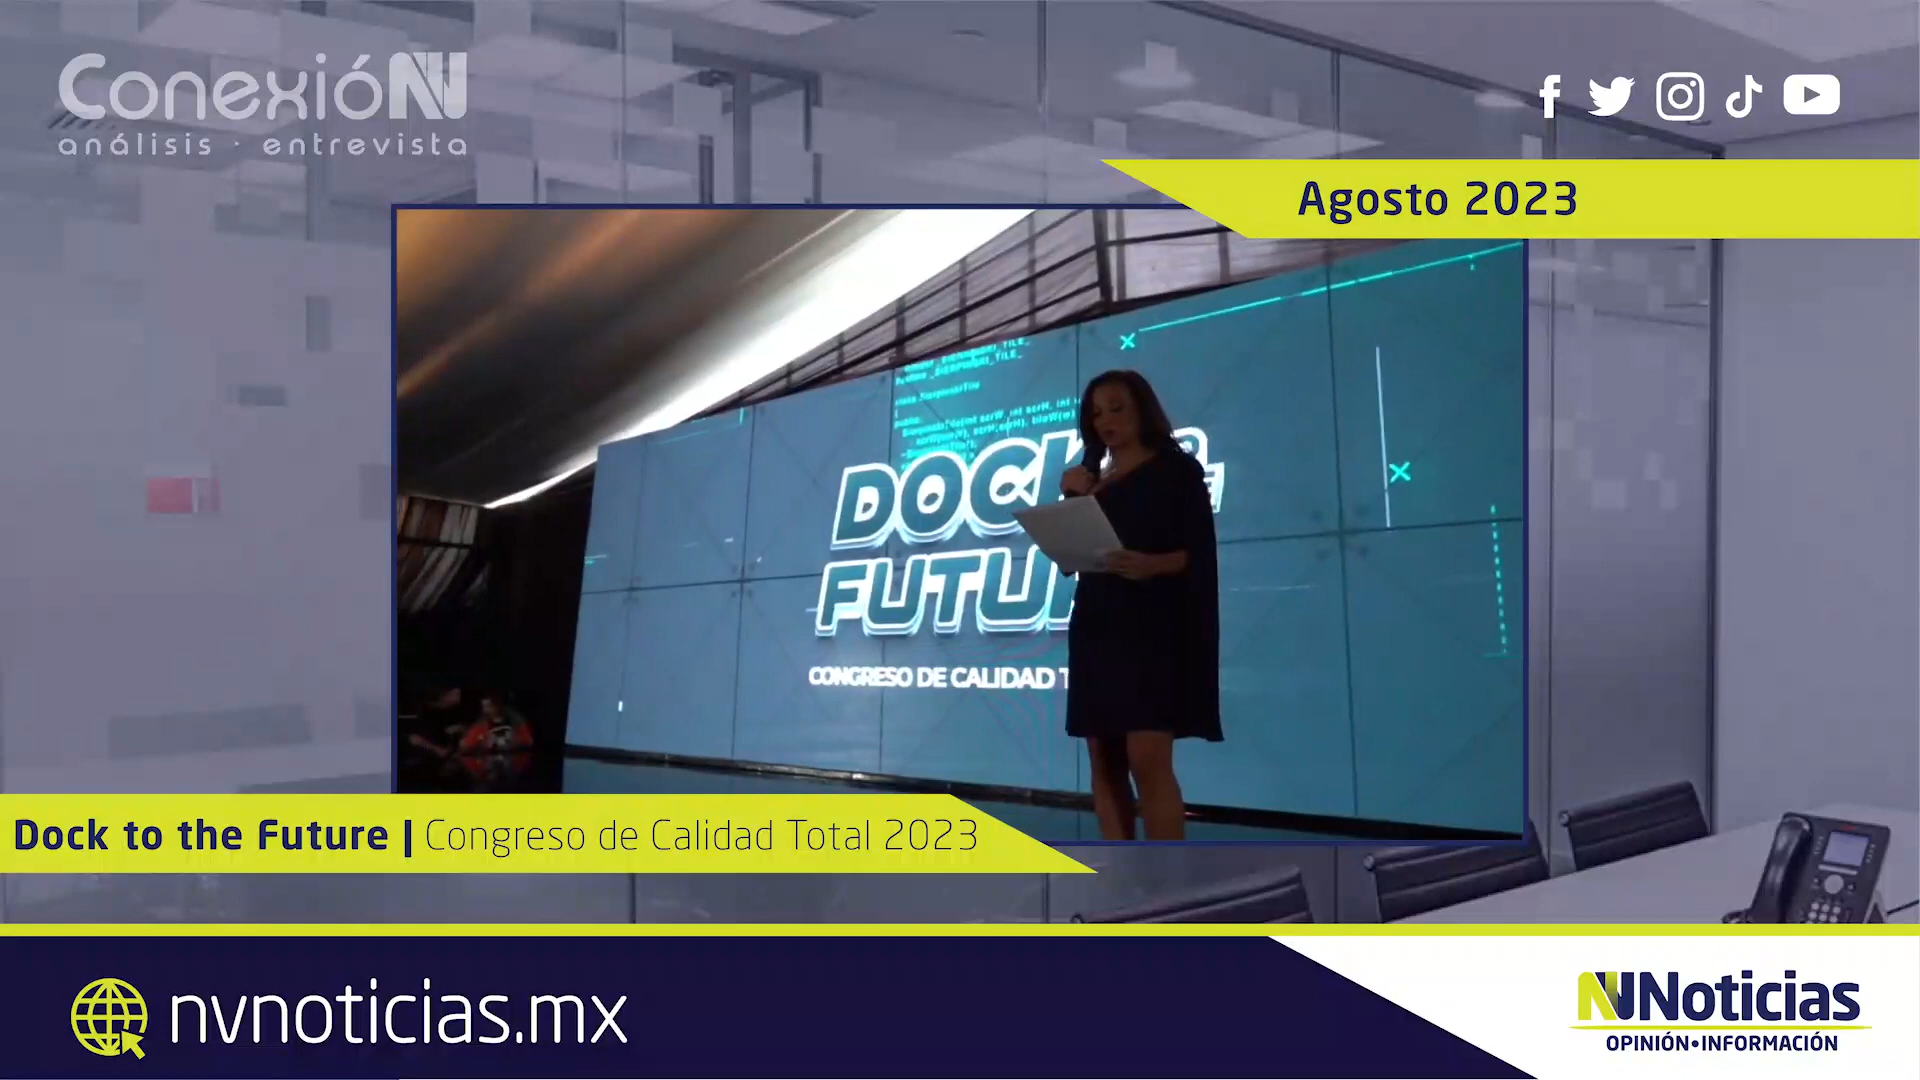 ConexióNV
análisis · entrevista
Agosto 2023
DOCK
FUTU
CONGRESO DE CALIDAD T
Dock to the Future | Congreso de Calidad Total 2023
nvnoticias.mx
NVNoticias
OPINIÓN•INFORMACIÓN